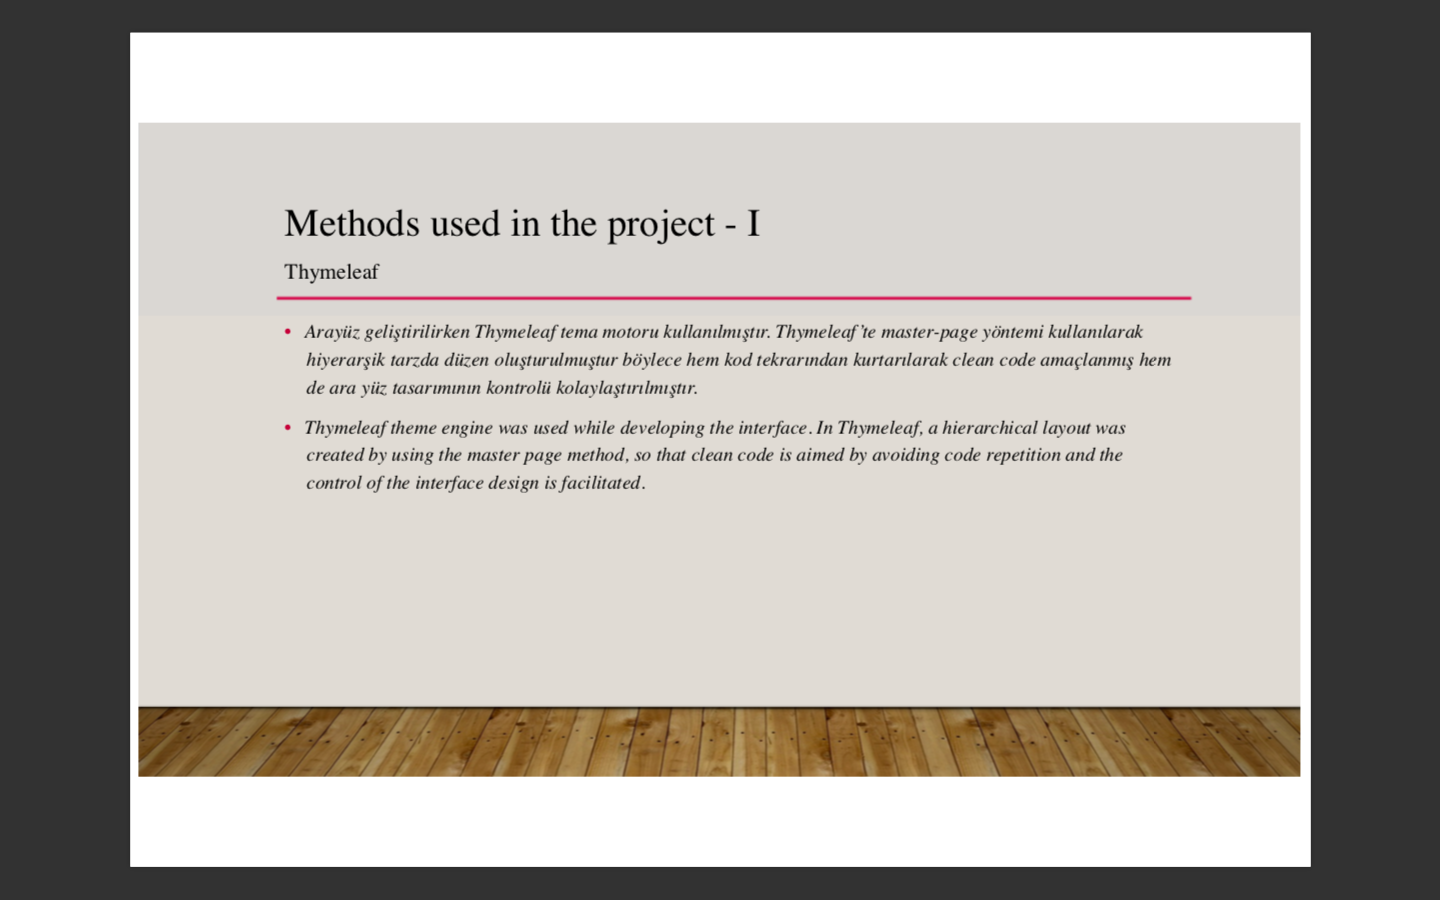 Methods used in the project - I
Thymeleaf
• Arayüz geliştirilirken Thymeleaf tema motoru kullanılmıştır. Thymeleaf’te master-page yöntemi kullanılarak
hiyerarşik tarzda düzen oluşturulmuştur böylece hem kod tekrarından kurtarılarak clean code amaçlanmış hem
de ara yüz tasarımının kontrolü kolaylaştırılmıştır.
• Thymeleaf theme engine was used while developing the interface. In Thymeleaf, a hierarchical layout was
created by using the master page method, so that clean code is aimed by avoiding code repetition and the
control of the interface design is facilitated.